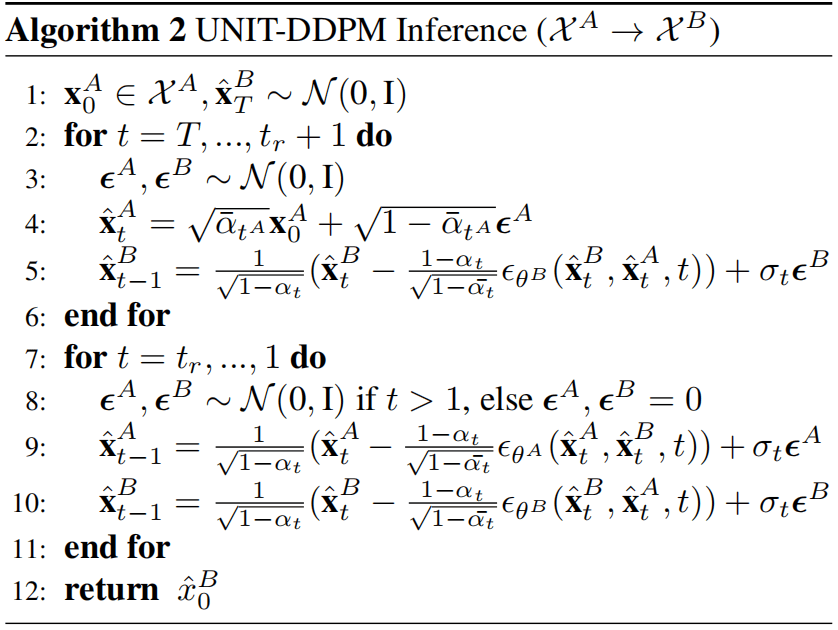 Algorithm 2 UNIT-DDPM Inference ($\mathcal{X}^A \to \mathcal{X}^B$)
1: $\mathbf{x}_0^A \in \mathcal{X}^A, \hat{\mathbf{x}}_T^B \sim \mathcal{N}(0, \mathrm{I})$
2: for $t = T, ..., t_r + 1$ do
3: $\boldsymbol{\epsilon}^A, \boldsymbol{\epsilon}^B \sim \mathcal{N}(0, \mathrm{I})$
4: $\hat{\mathbf{x}}_t^A = \sqrt{\bar{\alpha}_{t^A}} \mathbf{x}_0^A + \sqrt{1 - \bar{\alpha}_{t^A}} \boldsymbol{\epsilon}^A$
5: $\hat{\mathbf{x}}_{t-1}^B = \frac{1}{\sqrt{1-\alpha_t}} (\hat{\mathbf{x}}_t^B - \frac{1-\alpha_t}{\sqrt{1-\bar{\alpha}_t}} \epsilon_{\theta^B}(\hat{\mathbf{x}}_t^B, \hat{\mathbf{x}}_t^A, t)) + \sigma_t \boldsymbol{\epsilon}^B$
6: end for
7: for $t = t_r, ..., 1$ do
8: $\boldsymbol{\epsilon}^A, \boldsymbol{\epsilon}^B \sim \mathcal{N}(0, \mathrm{I})$ if $t > 1$, else $\boldsymbol{\epsilon}^A, \boldsymbol{\epsilon}^B = 0$
9: $\hat{\mathbf{x}}_{t-1}^A = \frac{1}{\sqrt{1-\alpha_t}} (\hat{\mathbf{x}}_t^A - \frac{1-\alpha_t}{\sqrt{1-\bar{\alpha}_t}} \epsilon_{\theta^A}(\hat{\mathbf{x}}_t^A, \hat{\mathbf{x}}_t^B, t)) + \sigma_t \boldsymbol{\epsilon}^A$
10: $\hat{\mathbf{x}}_{t-1}^B = \frac{1}{\sqrt{1-\alpha_t}} (\hat{\mathbf{x}}_t^B - \frac{1-\alpha_t}{\sqrt{1-\bar{\alpha}_t}} \epsilon_{\theta^B}(\hat{\mathbf{x}}_t^B, \hat{\mathbf{x}}_t^A, t)) + \sigma_t \boldsymbol{\epsilon}^B$
11: end for
12: return $\hat{x}_0^B$